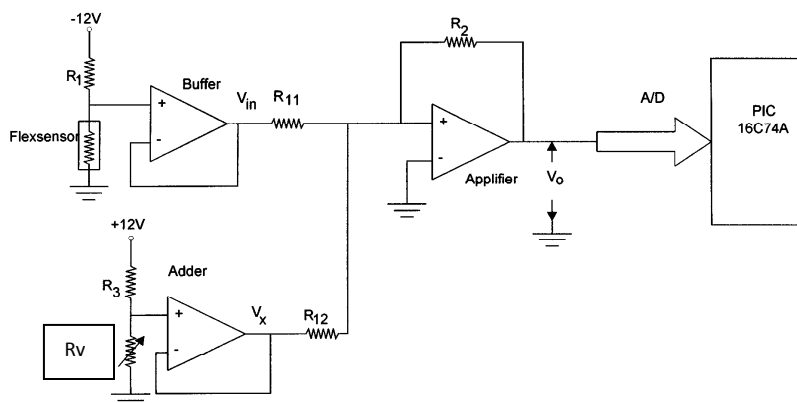 -12V
R1
Buffer
Flexsensor
+
-
Vin
R11
R2
+
-
Applifier
Vo
A/D
PIC
16C74A
+12V
R3
Adder
Rv
+
-
Vx
R12